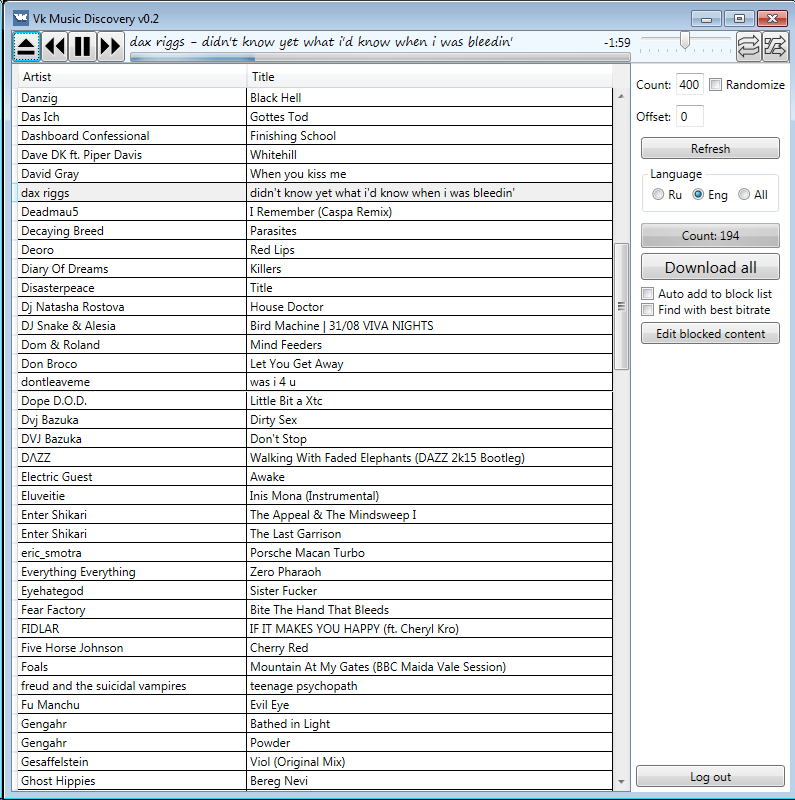 Vk Music Discovery v0.2
dax riggs - didn't know yet what i'd know when i was bleedin' -1:59
Artist Title
Danzig Black Hell
Das Ich Gottes Tod
Dashboard Confessional Finishing School
Dave DK ft. Piper Davis Whitehill
David Gray When you kiss me
dax riggs didn't know yet what i'd know when i was bleedin'
Deadmau5 I Remember (Caspa Remix)
Decaying Breed Parasites
Deoro Red Lips
Diary Of Dreams Killers
Disasterpeace Title
Dj Natasha Rostova House Doctor
DJ Snake & Alesia Bird Machine | 31/08 VIVA NIGHTS
Dom & Roland Mind Feeders
Don Broco Let You Get Away
dontleaveme was i 4 u
Dope D.O.D. Little Bit a Xtc
Dvj Bazuka Dirty Sex
DVJ Bazuka Don't Stop
DΛZZ Walking With Faded Elephants (DAZZ 2k15 Bootleg)
Electric Guest Awake
Eluveitie Inis Mona (Instrumental)
Enter Shikari The Appeal & The Mindsweep I
Enter Shikari The Last Garrison
eric_smotra Porsche Macan Turbo
Everything Everything Zero Pharaoh
Eyehategod Sister Fucker
Fear Factory Bite The Hand That Bleeds
FIDLAR IF IT MAKES YOU HAPPY (ft. Cheryl Kro)
Five Horse Johnson Cherry Red
Foals Mountain At My Gates (BBC Maida Vale Session)
freud and the suicidal vampires teenage psychopath
Fu Manchu Evil Eye
Gengahr Bathed in Light
Gengahr Powder
Gesaffelstein Viol (Original Mix)
Ghost Hippies Bereg Nevi
Count: 400 Randomize
Offset: 0
Refresh
Language
Ru Eng All
Count: 194
Download all
Auto add to block list
Find with best bitrate
Edit blocked content
Log out